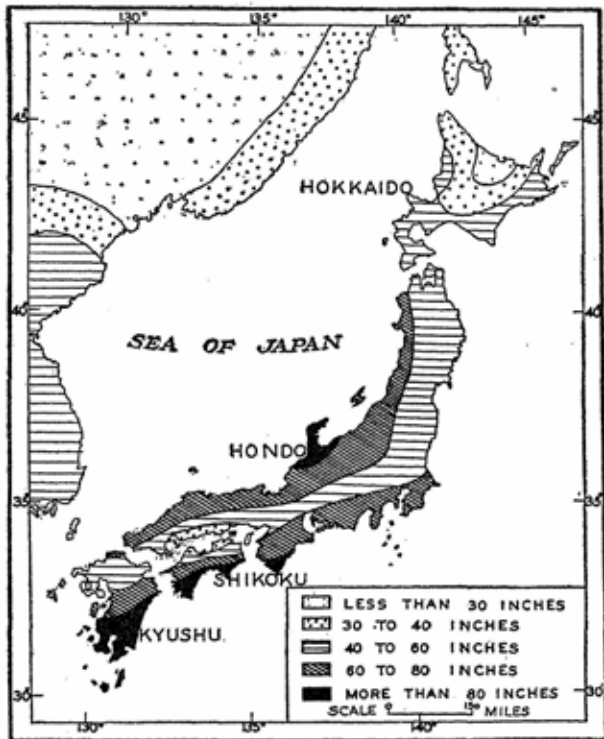 130° 135° 140° 145°
45 45
HOKKAIDO
40° 40
SEA OF JAPAN
HONDO
35 35
SHIKOKU
KYUSHU
LESS THAN 30 INCHES
30 TO 40 INCHES
40 TO 60 INCHES
60 TO 80 INCHES
MORE THAN 80 INCHES
SCALE 0 150 MILES
30 30
130° 135° 140°